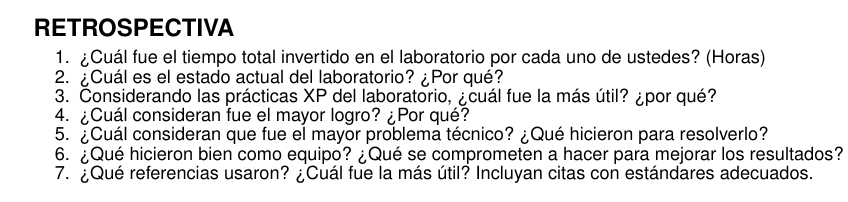 RETROSPECTIVA
1. ¿Cuál fue el tiempo total invertido en el laboratorio por cada uno de ustedes? (Horas)
2. ¿Cuál es el estado actual del laboratorio? ¿Por qué?
3. Considerando las prácticas XP del laboratorio, ¿cuál fue la más útil? ¿por qué?
4. ¿Cuál consideran fue el mayor logro? ¿Por qué?
5. ¿Cuál consideran que fue el mayor problema técnico? ¿Qué hicieron para resolverlo?
6. ¿Qué hicieron bien como equipo? ¿Qué se comprometen a hacer para mejorar los resultados?
7. ¿Qué referencias usaron? ¿Cuál fue la más útil? Incluyan citas con estándares adecuados.